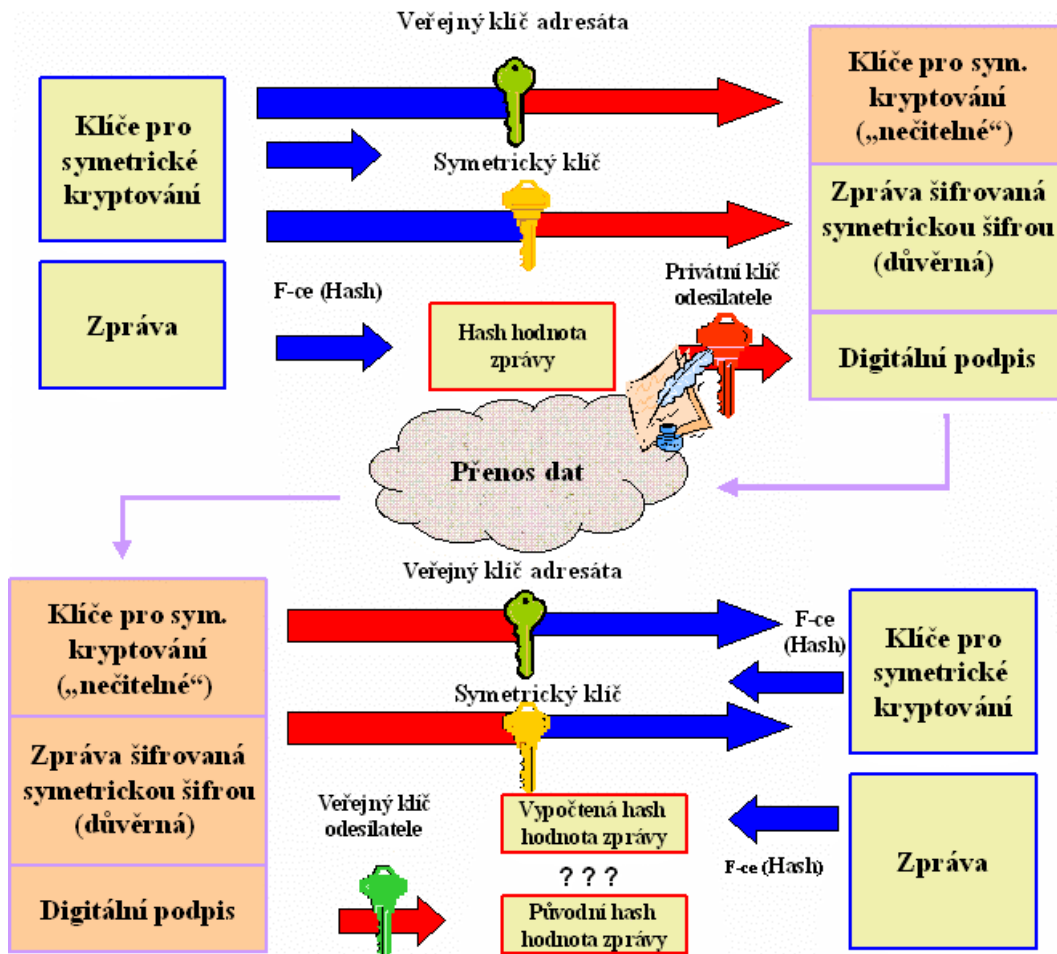 Veřejný klíč adresáta
Klíče pro
symetrické
kryptování
Symetrický klíč
Klíče pro sym.
kryptování
(„nečitelné“)
Zpráva šifrovaná
symetrickou šifrou
(důvěrná)
Zpráva
F-ce (Hash)
Hash hodnota
zprávy
Privátní klíč
odesilatele
Digitální podpis
Přenos dat
Veřejný klíč adresáta
Klíče pro sym.
kryptování
(„nečitelné“)
Symetrický klíč
F-ce
(Hash)
Klíče pro
symetrické
kryptování
Zpráva šifrovaná
symetrickou šifrou
(důvěrná)
Veřejný klíč
odesilatele
Vypočtená hash
hodnota zprávy
? ? ?
Původní hash
hodnota zprávy
F-ce (Hash)
Zpráva
Digitální podpis